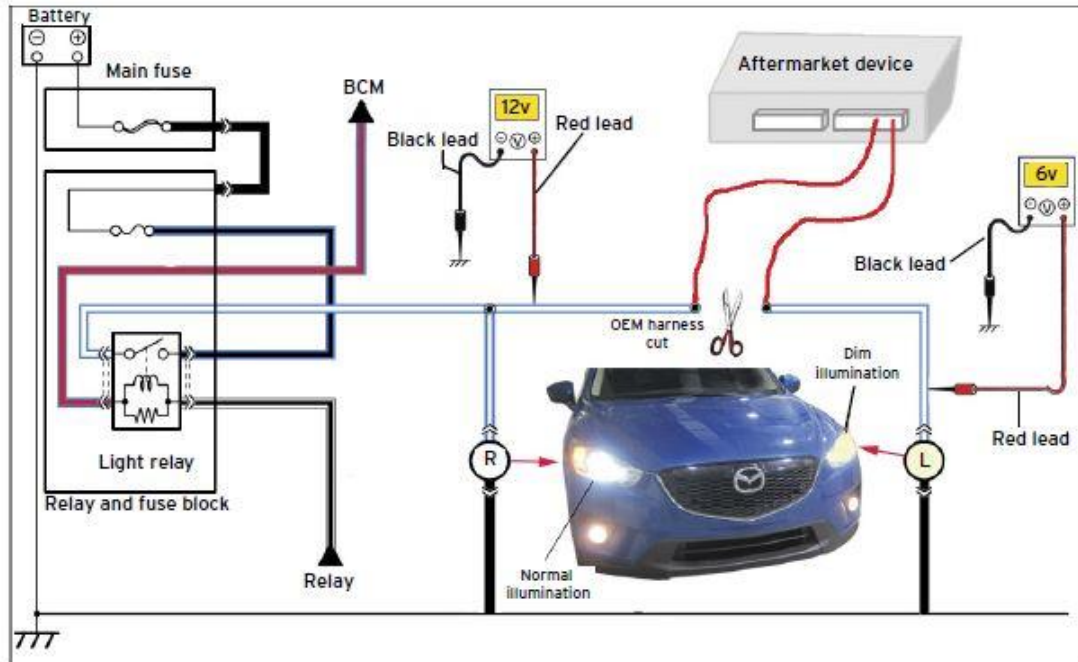 Battery
Main fuse
BCM
12v
Black lead
Red lead
Aftermarket device
6v
Black lead
OEM harness
cut
Dim
illumination
Red lead
R
L
Light relay
Relay and fuse block
Normal
illumination
Relay